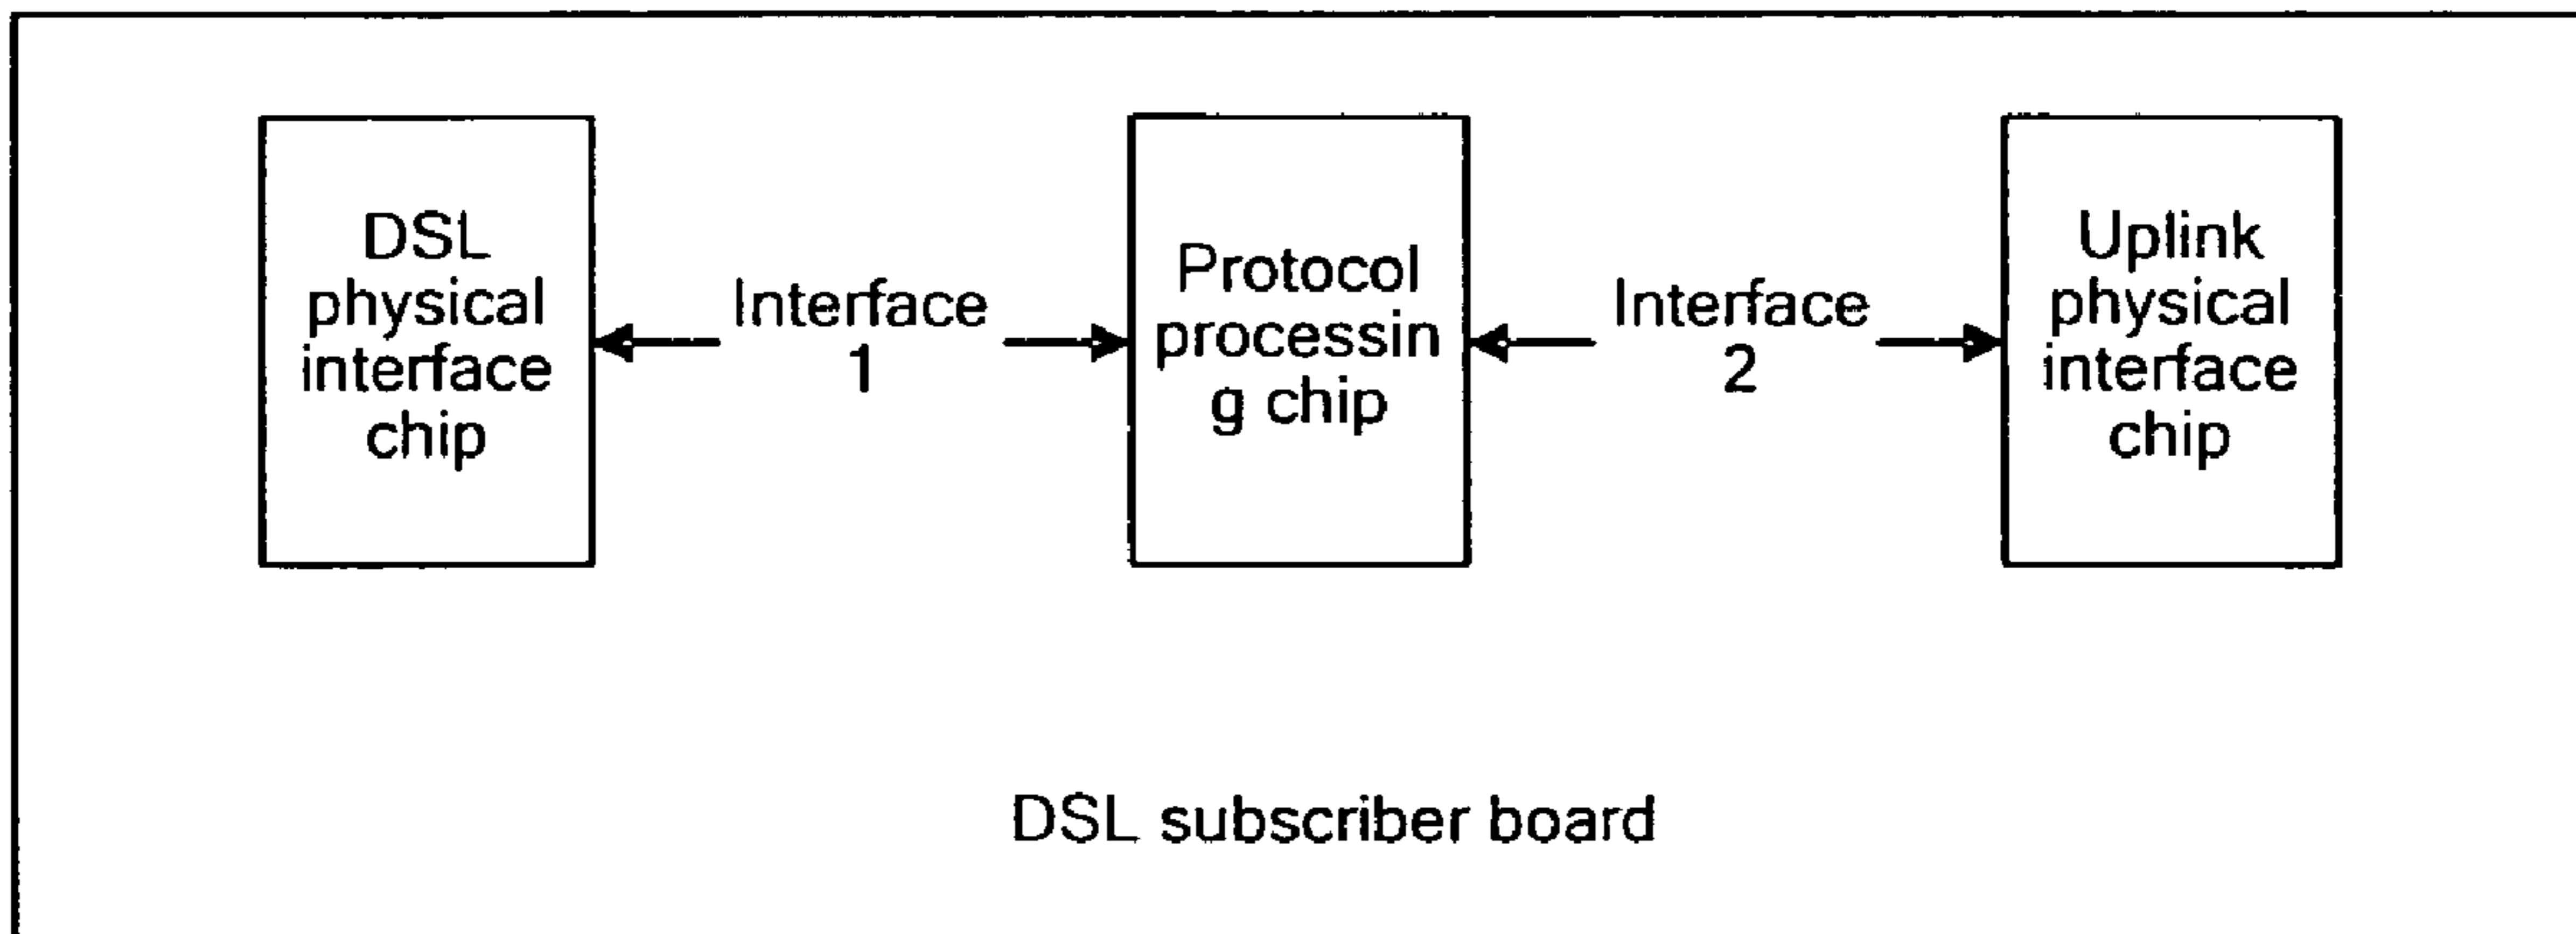 DSL
physical
interface
chip
Interface
1
Protocol
processin
g chip
Interface
2
Uplink
physical
interface
chip
DSL subscriber board